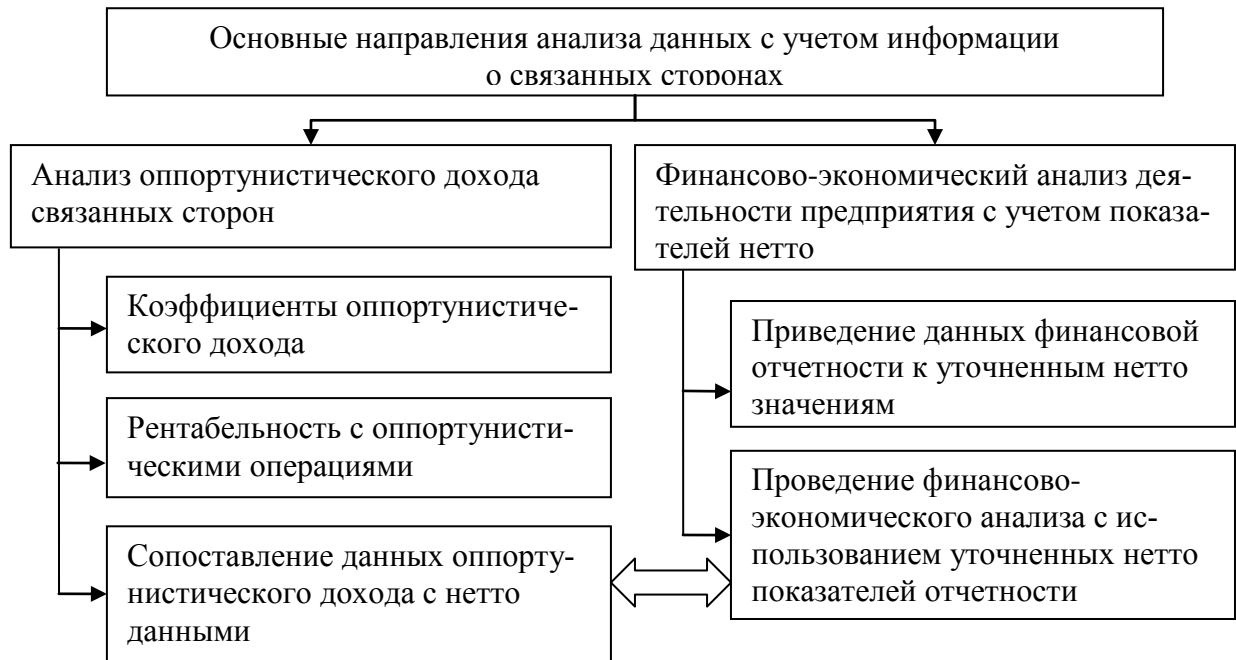 Основные направления анализа данных с учетом информации
о связанных сторонах
Анализ оппортунистического дохода
связанных сторон
Финансово-экономический анализ дея-
тельности предприятия с учетом показа-
телей нетто
Коэффициенты оппортунистиче-
ского дохода
Рентабельность с оппортунисти-
ческими операциями
Сопоставление данных оппорту-
нистического дохода с нетто
данными
Приведение данных финансовой
отчетности к уточненным нетто
значениям
Проведение финансово-
экономического анализа с ис-
пользованием уточненных нетто
показателей отчетности